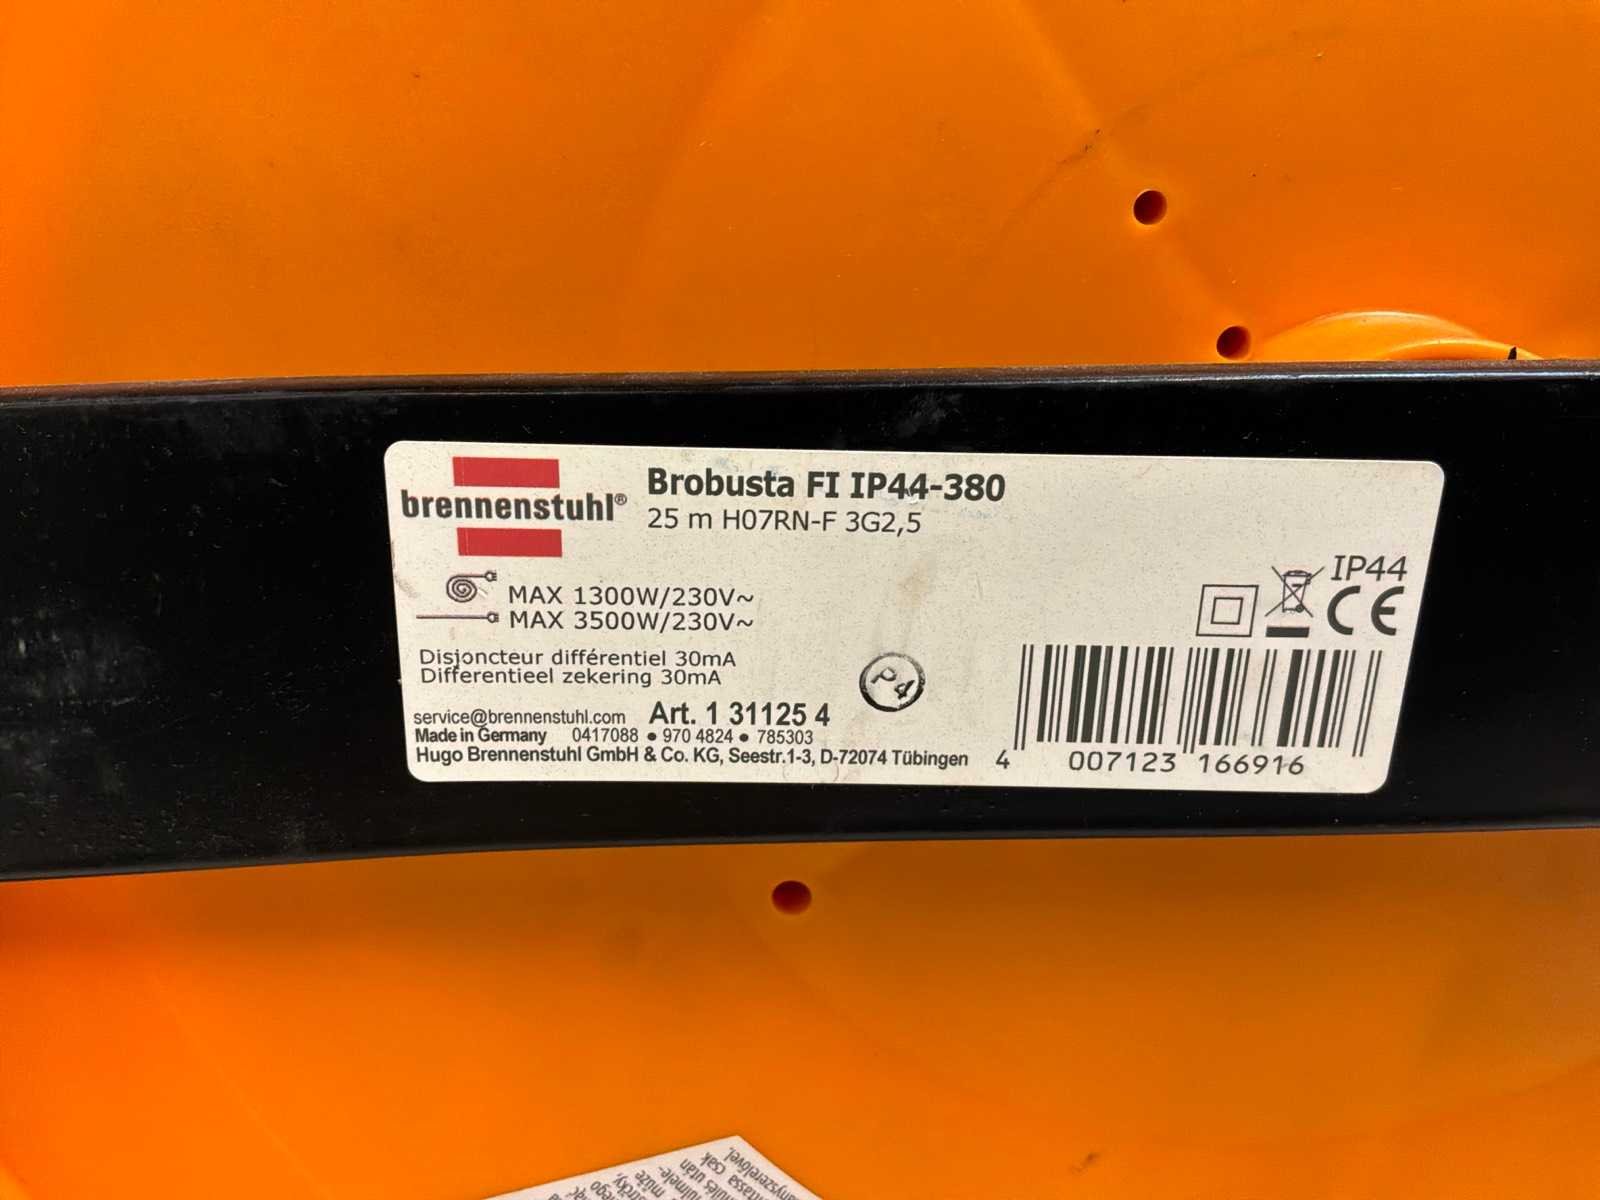 brennenstuhl®
Brobusta FI IP44-380
25 m H07RN-F 3G2,5
MAX 1300W/230V~
MAX 3500W/230V~
IP44
CE
Disjoncteur différentiel 30mA
Differentieel zekering 30mA
P4
service@brennenstuhl.com Art. 1 31125 4
Made in Germany 0417088 ● 970 4824 ● 785303
Hugo Brennenstuhl GmbH & Co. KG, Seestr.1-3, D-72074 Tübingen
4 007123 166916